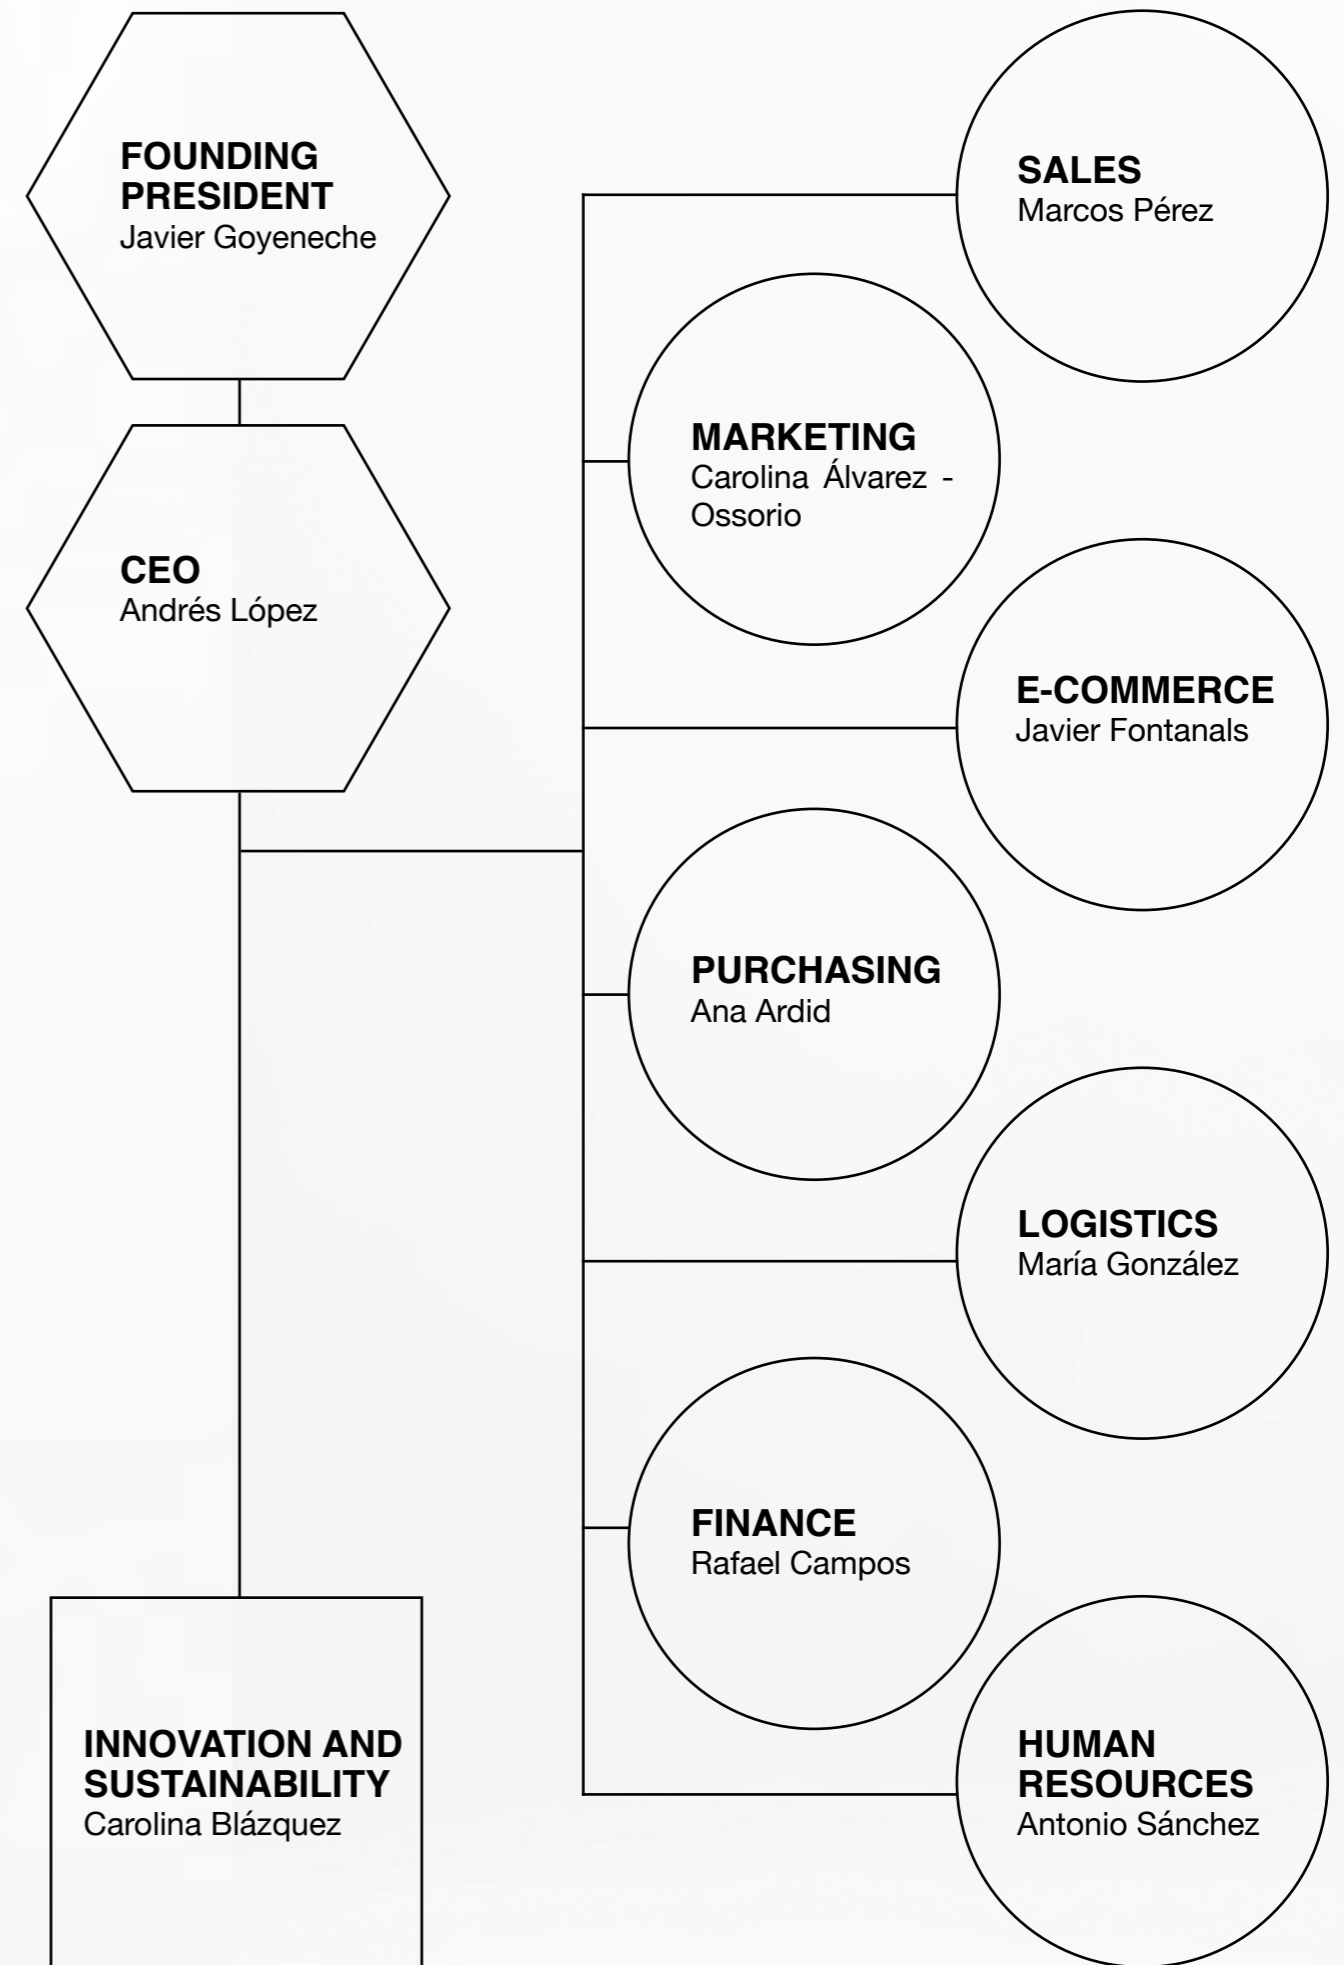 FOUNDING
PRESIDENT
Javier Goyeneche
CEO
Andrés López
SALES
Marcos Pérez
MARKETING
Carolina Álvarez -
Ossorio
E-COMMERCE
Javier Fontanals
PURCHASING
Ana Ardid
LOGISTICS
María González
FINANCE
Rafael Campos
INNOVATION AND
SUSTAINABILITY
Carolina Blázquez
HUMAN
RESOURCES
Antonio Sánchez